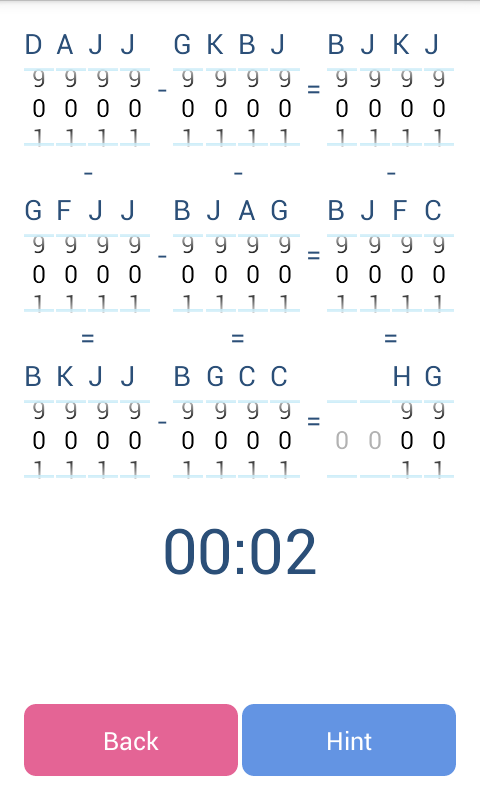 D A J J G K B J B J K J
9 9 9 9 9 9 9 9 9 9 9 9
0 0 0 0 - 0 0 0 0 = 0 0 0 0
1 1 1 1 1 1 1 1 1 1 1 1
- - -
G F J J B J A G B J F C
9 9 9 9 9 9 9 9 9 9 9 9
0 0 0 0 - 0 0 0 0 = 0 0 0 0
1 1 1 1 1 1 1 1 1 1 1 1
= = =
B K J J B G C C H G
9 9 9 9 9 9 9 9 9 9
0 0 0 0 - 0 0 0 0 = 0 0 0 0
1 1 1 1 1 1 1 1 1 1
00:02
Back Hint